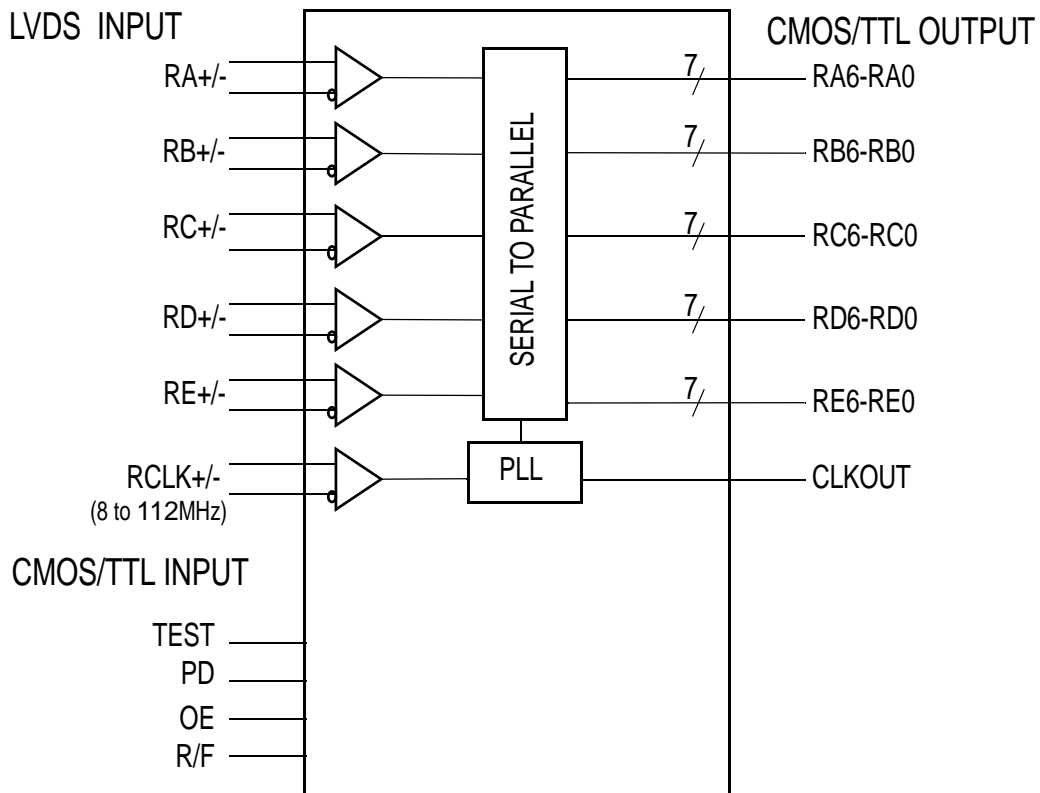 LVDS INPUT
CMOS/TTL OUTPUT
RA+/-
7
RA6-RA0
RB+/-
7
RB6-RB0
RC+/-
7
RC6-RC0
RD+/-
7
RD6-RD0
RE+/-
7
RE6-RE0
SERIAL TO PARALLEL
RCLK+/-
(8 to 112MHz)
PLL
CLKOUT
CMOS/TTL INPUT
TEST
PD
OE
R/F